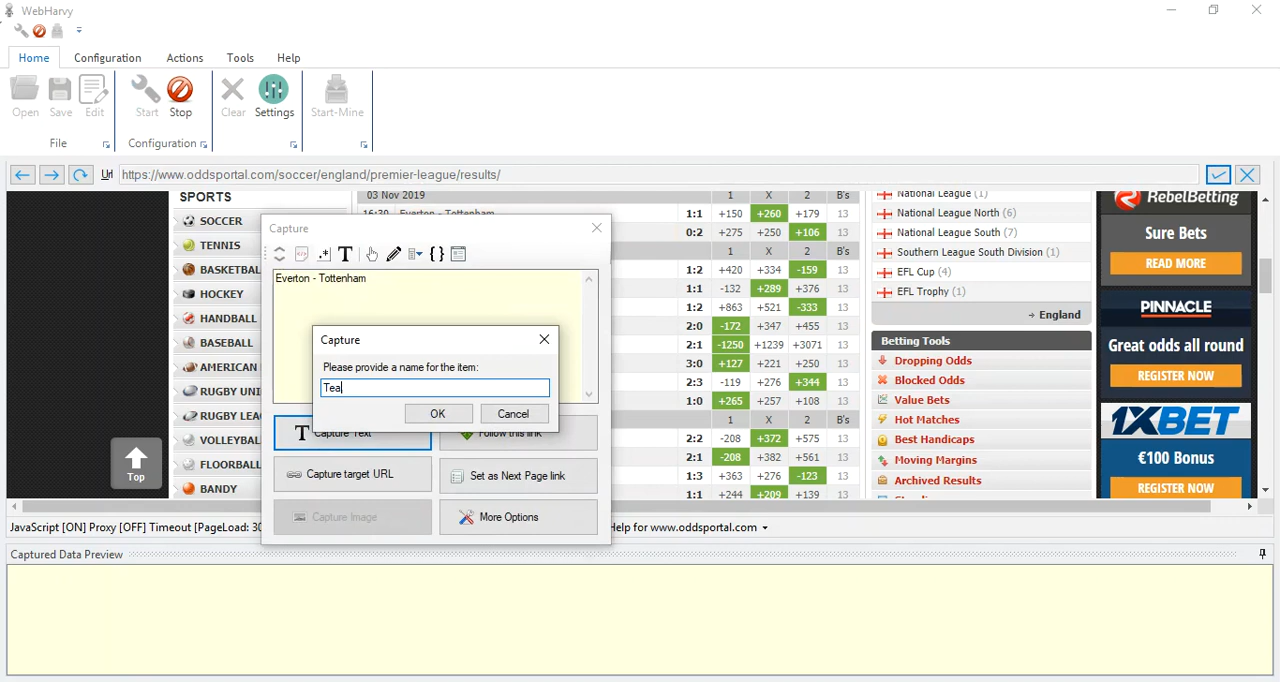 WebHarvy
Home Configuration Actions Tools Help
Open Save Edit Start Stop Clear Settings Start-Mine
File Configuration
Url https://www.oddsportal.com/soccer/england/premier-league/results/
SPORTS
SOCCER
TENNIS
BASKETBAL
HOCKEY
HANDBALL
BASEBALL
AMERICAN
RUGBY UNI
RUGBY LEA
VOLLEYBAL
FLOORBALL
BANDY
Top
03 Nov 2019 1 X 2 B's
16:30 Everton - Tottenham 1:1 +150 +260 +179 13
0:2 +275 +250 +106 13
1 X 2 B's
1:2 +420 +334 -159 13
1:1 -132 +289 +376 13
1:2 +863 +521 -333 13
2:0 -172 +347 +455 13
2:1 -1250 +1239 +3071 13
3:0 +127 +221 +250 13
2:3 -119 +276 +344 13
1:0 +265 +257 +108 13
1 X 2 B's
2:2 -208 +372 +575 13
2:1 -208 +382 +561 13
1:3 +363 +276 -123 13
1:1 +244 +209 +139 13
Capture
Everton - Tottenham
Capture
Please provide a name for the item:
Tea
OK Cancel
Capture Text Follow this link
Capture target URL Set as Next Page link
Capture Image More Options
National League (1)
National League North (6)
National League South (7)
Southern League South Division (1)
EFL Cup (4)
EFL Trophy (1)
England
Betting Tools
Dropping Odds
Blocked Odds
Value Bets
Hot Matches
Best Handicaps
Moving Margins
Archived Results
RebelBetting
Sure Bets
READ MORE
PINNACLE
Great odds all round
REGISTER NOW
1XBET
€100 Bonus
REGISTER NOW
JavaScript [ON] Proxy [OFF] Timeout [PageLoad: 30 elp for www.oddsportal.com
Captured Data Preview